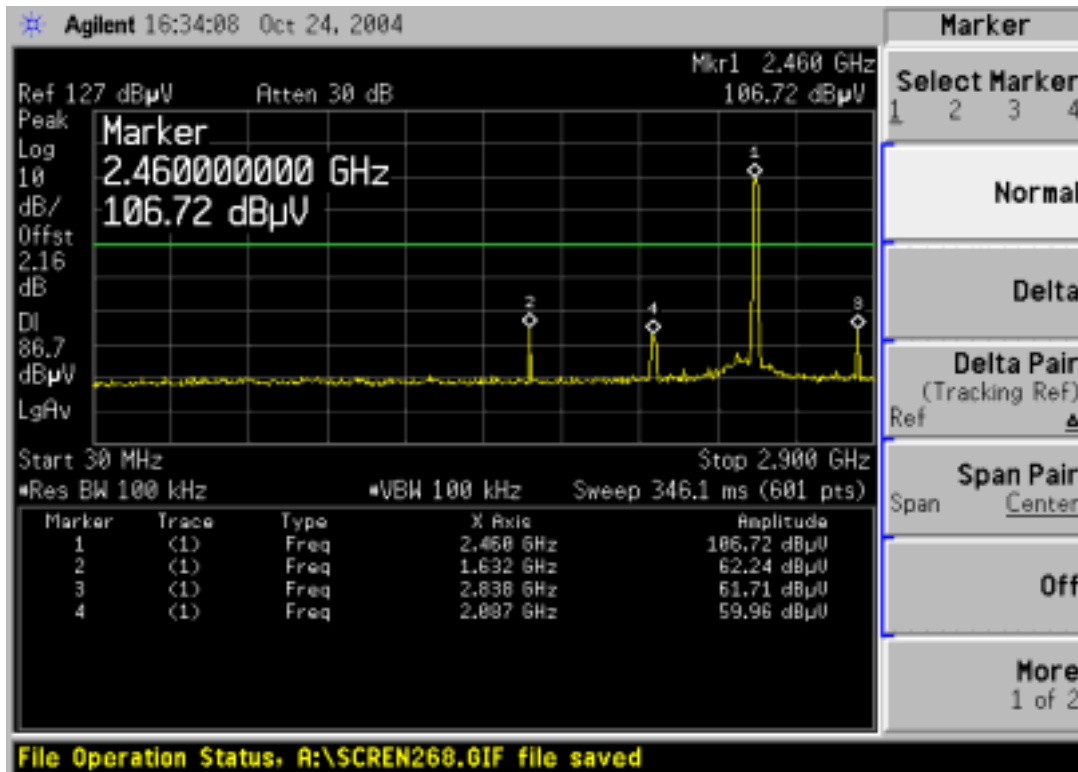 Agilent 16:34:08 Oct 24, 2004
Marker
Mkr1 2.460 GHz
Ref 127 dBµV Atten 30 dB 106.72 dBµV
Peak
Log
10
dB/
Offst
2.16
dB
DI
86.7
dBµV
LgAv
Marker
2.460000000 GHz
106.72 dBµV
1
2
4
3
Start 30 MHz Stop 2.900 GHz
#Res BW 100 kHz #VBW 100 kHz Sweep 346.1 ms (601 pts)
Marker Trace Type X Axis Amplitude
1 (1) Freq 2.460 GHz 106.72 dBµV
2 (1) Freq 1.632 GHz 62.24 dBµV
3 (1) Freq 2.838 GHz 61.71 dBµV
4 (1) Freq 2.087 GHz 59.96 dBµV
Select Marker
1 2 3 4
Normal
Delta
Delta Pair
(Tracking Ref)
Ref Δ
Span Pair
Span Center
Off
More
1 of 2
File Operation Status, A:\SCREN268.GIF file saved